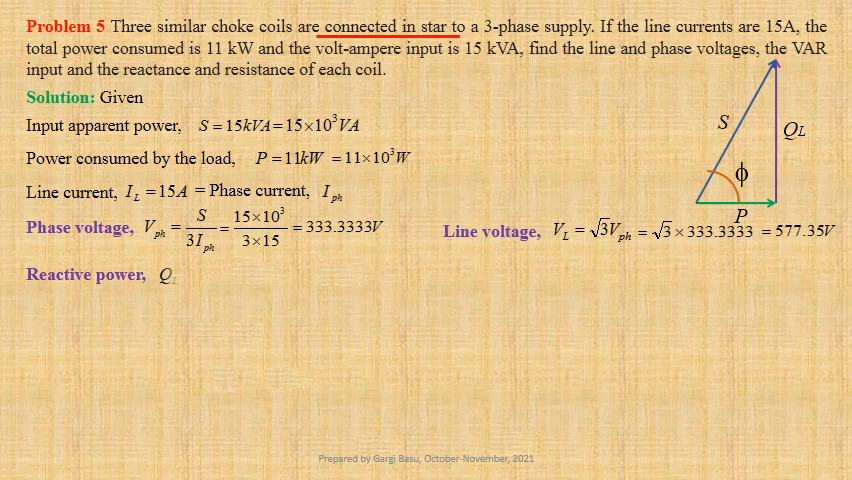 Problem 5 Three similar choke coils are connected in star to a 3-phase supply. If the line currents are 15A, the
total power consumed is 11 kW and the volt-ampere input is 15 kVA, find the line and phase voltages, the VAR
input and the reactance and resistance of each coil.
Solution: Given
Input apparent power, S = 15kVA = 15×10³VA
Power consumed by the load, P = 11kW = 11×10³W
Line current, I_L = 15A = Phase current, I_ph
Phase voltage, V_ph = S/3I_ph = 15×10³/3×15 = 333.3333V
Line voltage, V_L = √3V_ph = √3×333.3333 = 577.35V
Reactive power, Q_L
S
Q_L
ϕ
P
Prepared by Gargi Basu, October-November, 2021